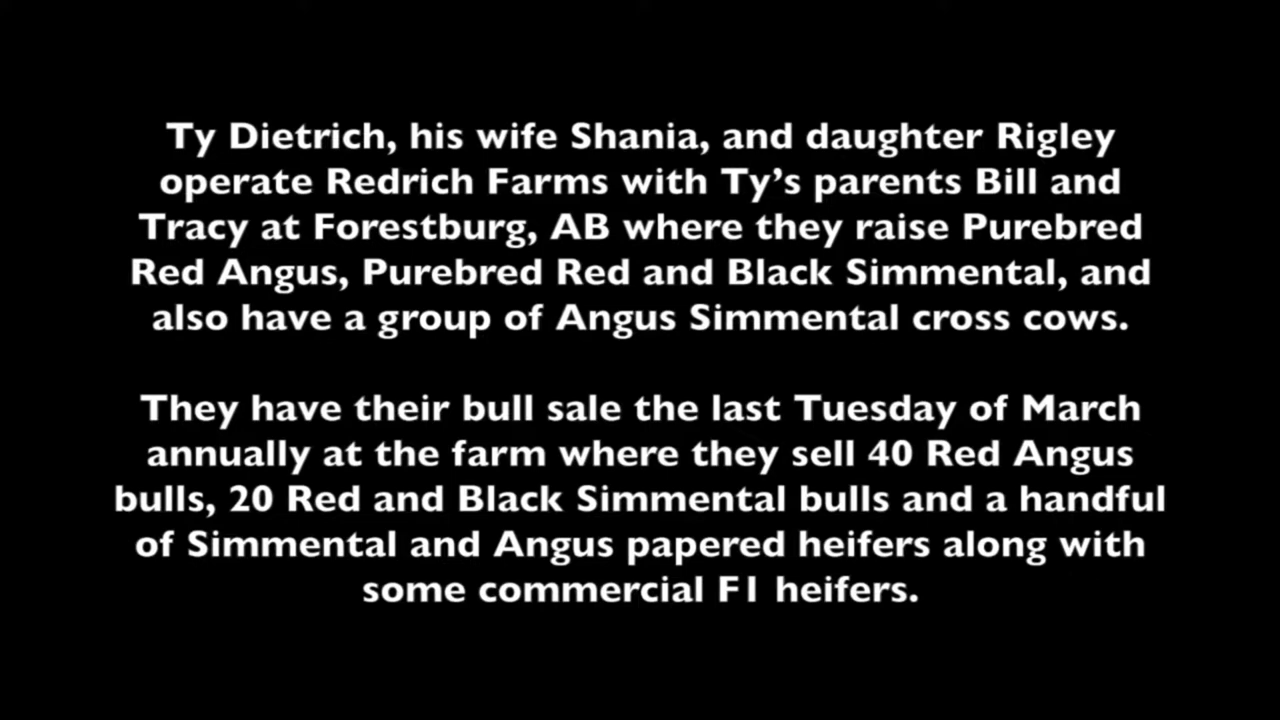 Ty Dietrich, his wife Shania, and daughter Rigley
operate Redrich Farms with Ty’s parents Bill and
Tracy at Forestburg, AB where they raise Purebred
Red Angus, Purebred Red and Black Simmental, and
also have a group of Angus Simmental cross cows.
They have their bull sale the last Tuesday of March
annually at the farm where they sell 40 Red Angus
bulls, 20 Red and Black Simmental bulls and a handful
of Simmental and Angus papered heifers along with
some commercial F1 heifers.